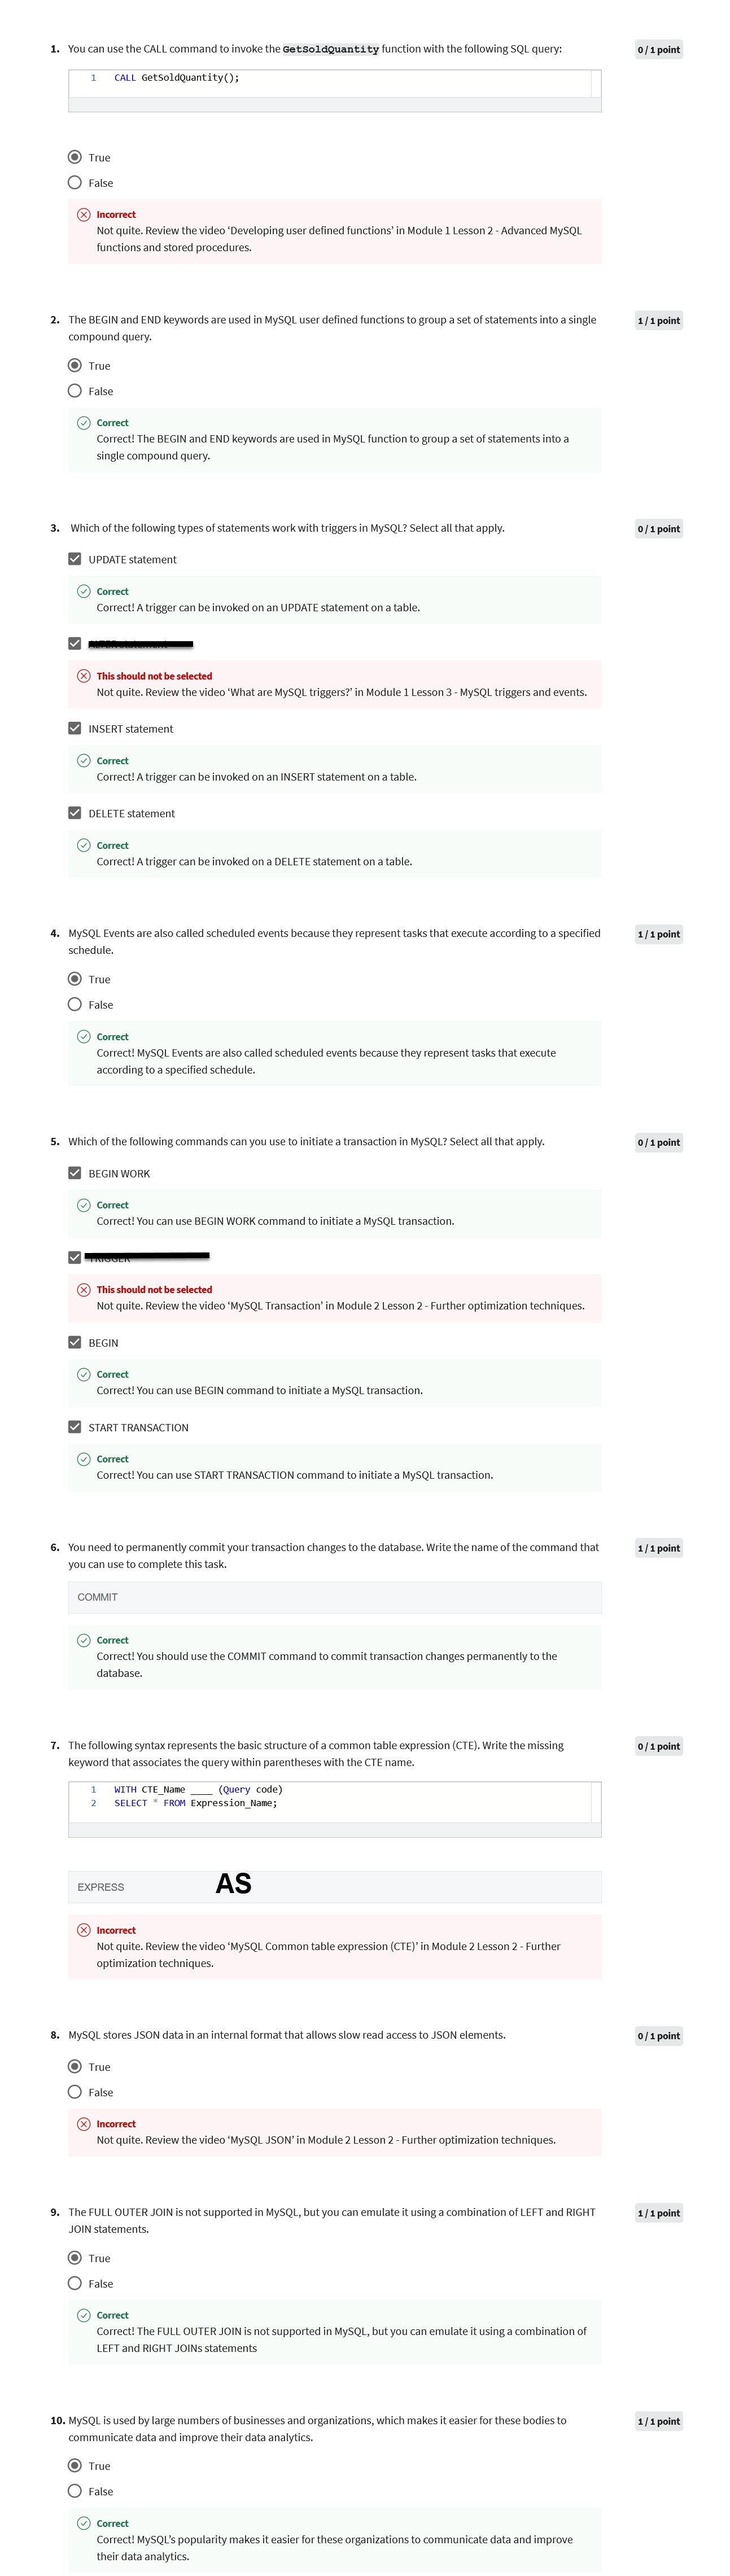 1. You can use the CALL command to invoke the GetSoldQuantity function with the following SQL query:
0 / 1 point
1 CALL GetSoldQuantity();
True
False
Incorrect
Not quite. Review the video ‘Developing user defined functions’ in Module 1 Lesson 2 - Advanced MySQL
functions and stored procedures.
2. The BEGIN and END keywords are used in MySQL user defined functions to group a set of statements into a single
compound query.
1 / 1 point
True
False
Correct
Correct! The BEGIN and END keywords are used in MySQL function to group a set of statements into a
single compound query.
3. Which of the following types of statements work with triggers in MySQL? Select all that apply.
0 / 1 point
UPDATE statement
Correct
Correct! A trigger can be invoked on an UPDATE statement on a table.
This should not be selected
Not quite. Review the video ‘What are MySQL triggers?’ in Module 1 Lesson 3 - MySQL triggers and events.
INSERT statement
Correct
Correct! A trigger can be invoked on an INSERT statement on a table.
DELETE statement
Correct
Correct! A trigger can be invoked on a DELETE statement on a table.
4. MySQL Events are also called scheduled events because they represent tasks that execute according to a specified
schedule.
1 / 1 point
True
False
Correct
Correct! MySQL Events are also called scheduled events because they represent tasks that execute
according to a specified schedule.
5. Which of the following commands can you use to initiate a transaction in MySQL? Select all that apply.
0 / 1 point
BEGIN WORK
Correct
Correct! You can use BEGIN WORK command to initiate a MySQL transaction.
TRIGGER
This should not be selected
Not quite. Review the video ‘MySQL Transaction’ in Module 2 Lesson 2 - Further optimization techniques.
BEGIN
Correct
Correct! You can use BEGIN command to initiate a MySQL transaction.
START TRANSACTION
Correct
Correct! You can use START TRANSACTION command to initiate a MySQL transaction.
6. You need to permanently commit your transaction changes to the database. Write the name of the command that
you can use to complete this task.
1 / 1 point
COMMIT
Correct
Correct! You should use the COMMIT command to commit transaction changes permanently to the
database.
7. The following syntax represents the basic structure of a common table expression (CTE). Write the missing
keyword that associates the query within parentheses with the CTE name.
0 / 1 point
1 WITH CTE_Name ____ (Query code)
2 SELECT * FROM Expression_Name;
EXPRESS AS
Incorrect
Not quite. Review the video ‘MySQL Common table expression (CTE)’ in Module 2 Lesson 2 - Further
optimization techniques.
8. MySQL stores JSON data in an internal format that allows slow read access to JSON elements.
0 / 1 point
True
False
Incorrect
Not quite. Review the video ‘MySQL JSON’ in Module 2 Lesson 2 - Further optimization techniques.
9. The FULL OUTER JOIN is not supported in MySQL, but you can emulate it using a combination of LEFT and RIGHT
JOIN statements.
1 / 1 point
True
False
Correct
Correct! The FULL OUTER JOIN is not supported in MySQL, but you can emulate it using a combination of
LEFT and RIGHT JOINs statements
10. MySQL is used by large numbers of businesses and organizations, which makes it easier for these bodies to
communicate data and improve their data analytics.
1 / 1 point
True
False
Correct
Correct! MySQL’s popularity makes it easier for these organizations to communicate data and improve
their data analytics.